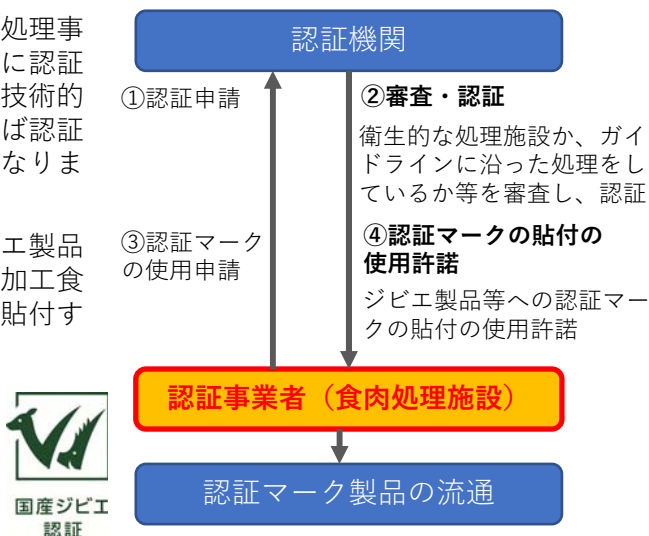 処理事
に認証
技術的
ば認証
なりま
エ製品
加工食
貼付す
認証機関
①認証申請
②審査・認証
衛生的な処理施設か、ガイ
ドラインに沿った処理をし
ているか等を審査し、認証
③認証マーク
の使用申請
④認証マークの貼付の
使用許諾
ジビエ製品等への認証マー
クの貼付の使用許諾
認証事業者（食肉処理施設）
認証マーク製品の流通
国産ジビエ
認証